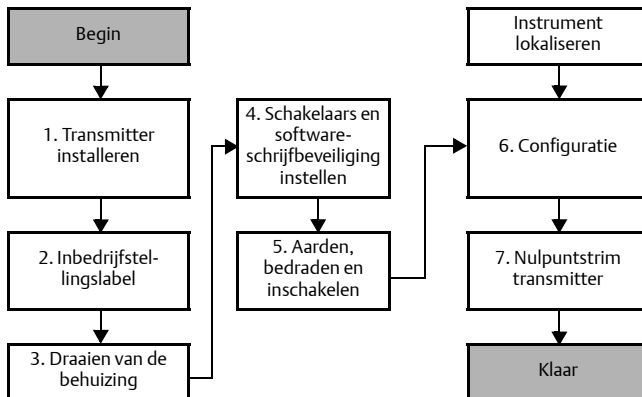 Begin
1. Transmitter
installeren
2. Inbedrijfstel-
lingslabel
3. Draaien van de
behuizing
4. Schakelaars en
software-
schrijfbeveiliging
instellen
5. Aarden,
bedraden en
inschakelen
Instrument
lokaliseren
6. Configuratie
7. Nulpuntstrim
transmitter
Klaar